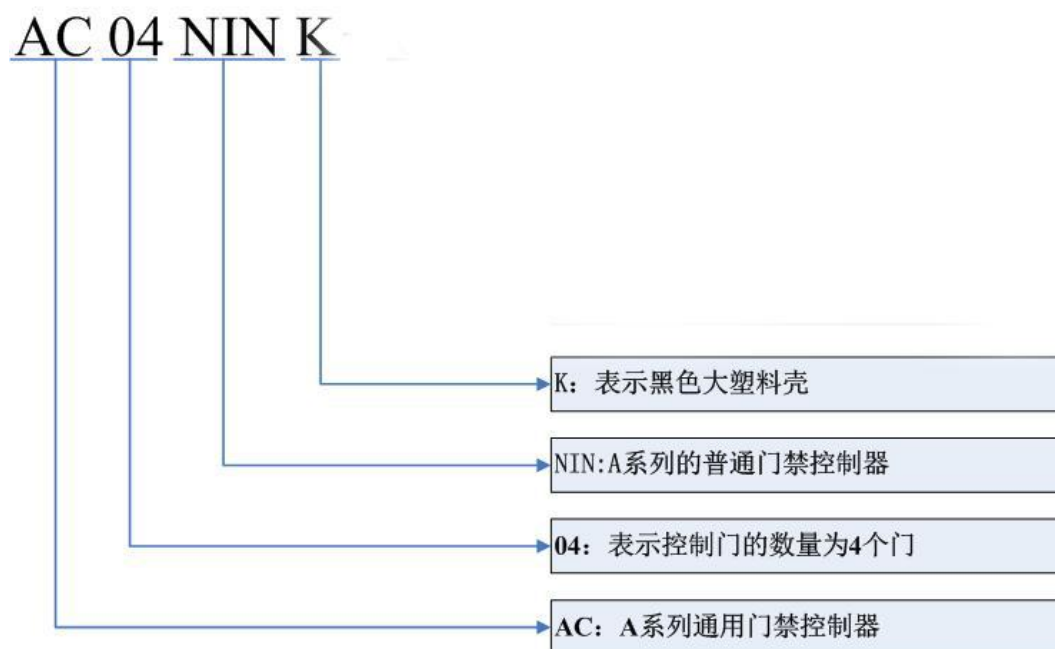 AC 04 NIN K
K：表示黑色大塑料壳
NIN:A系列的普通门禁控制器
04：表示控制门的数量为4个门
AC：A系列通用门禁控制器